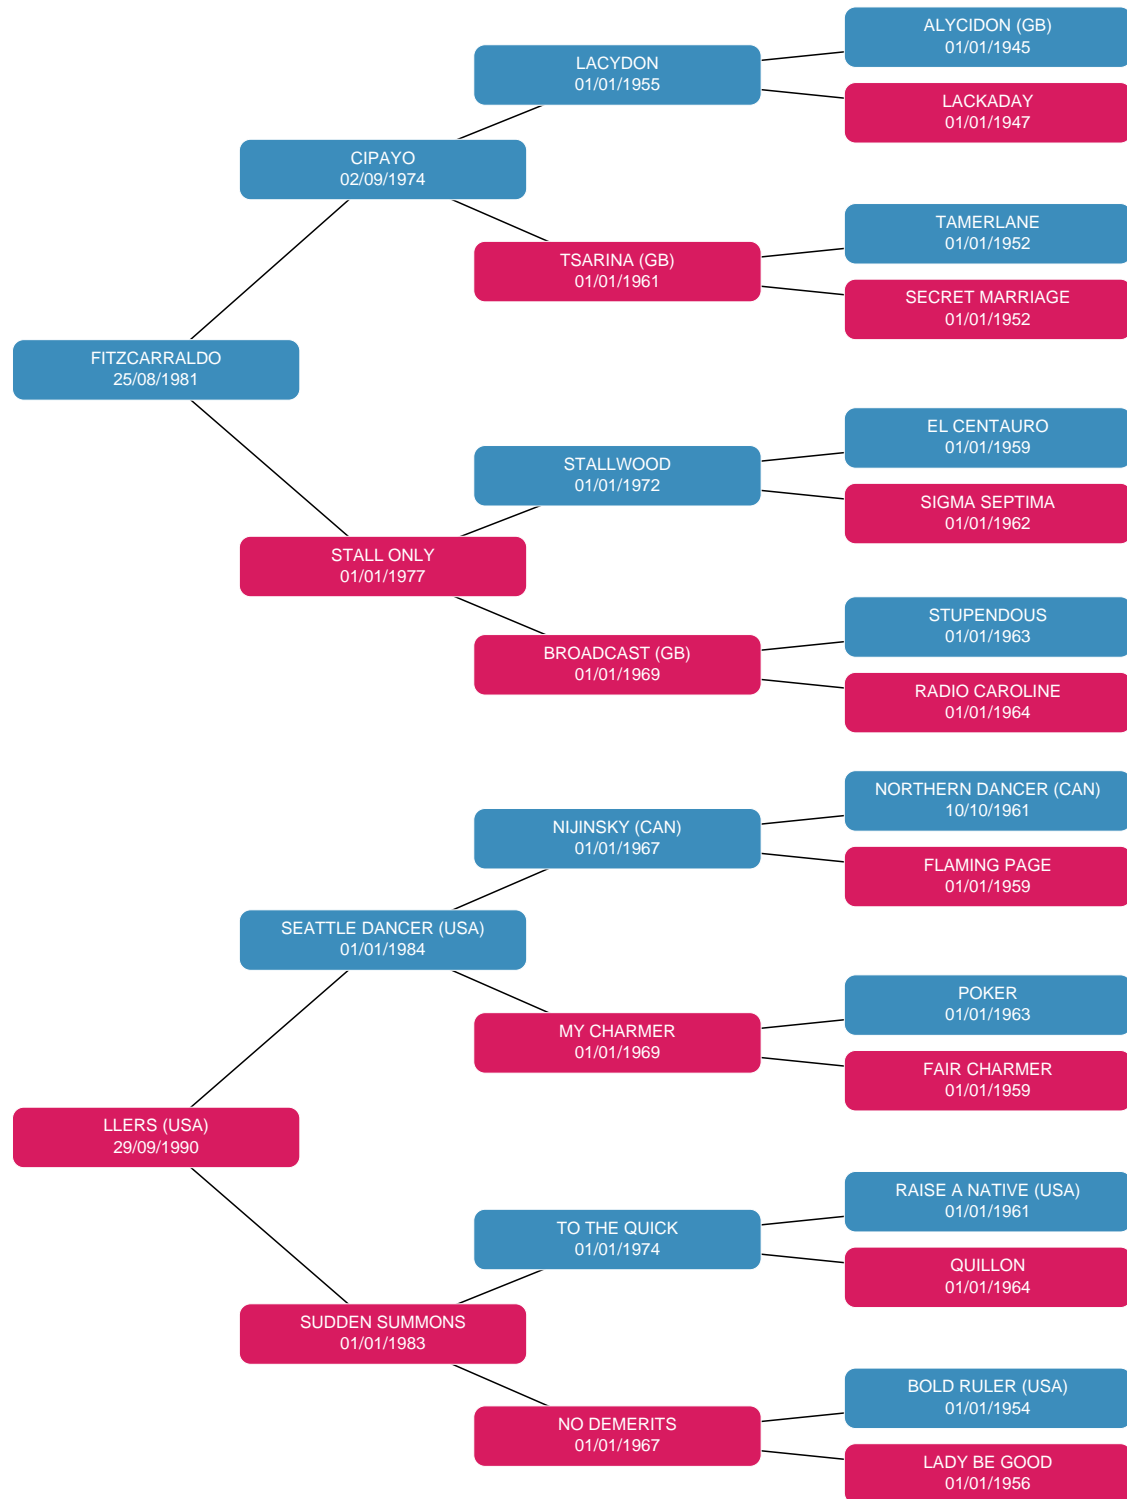 ALYCIDON (GB)
01/01/1945
LACYDON
01/01/1955
LACKADAY
01/01/1947
CIPAYO
02/09/1974
TAMERLANE
01/01/1952
TSARINA (GB)
01/01/1961
SECRET MARRIAGE
01/01/1952
FITZCARRALDO
25/08/1981
EL CENTAURO
01/01/1959
STALLWOOD
01/01/1972
SIGMA SEPTIMA
01/01/1962
STALL ONLY
01/01/1977
STUPENDOUS
01/01/1963
BROADCAST (GB)
01/01/1969
RADIO CAROLINE
01/01/1964
NORTHERN DANCER (CAN)
10/10/1961
NIJINSKY (CAN)
01/01/1967
FLAMING PAGE
01/01/1959
SEATTLE DANCER (USA)
01/01/1984
POKER
01/01/1963
MY CHARMER
01/01/1969
FAIR CHARMER
01/01/1959
LLERS (USA)
29/09/1990
RAISE A NATIVE (USA)
01/01/1961
TO THE QUICK
01/01/1974
QUILLON
01/01/1964
SUDDEN SUMMONS
01/01/1983
BOLD RULER (USA)
01/01/1954
NO DEMERITS
01/01/1967
LADY BE GOOD
01/01/1956